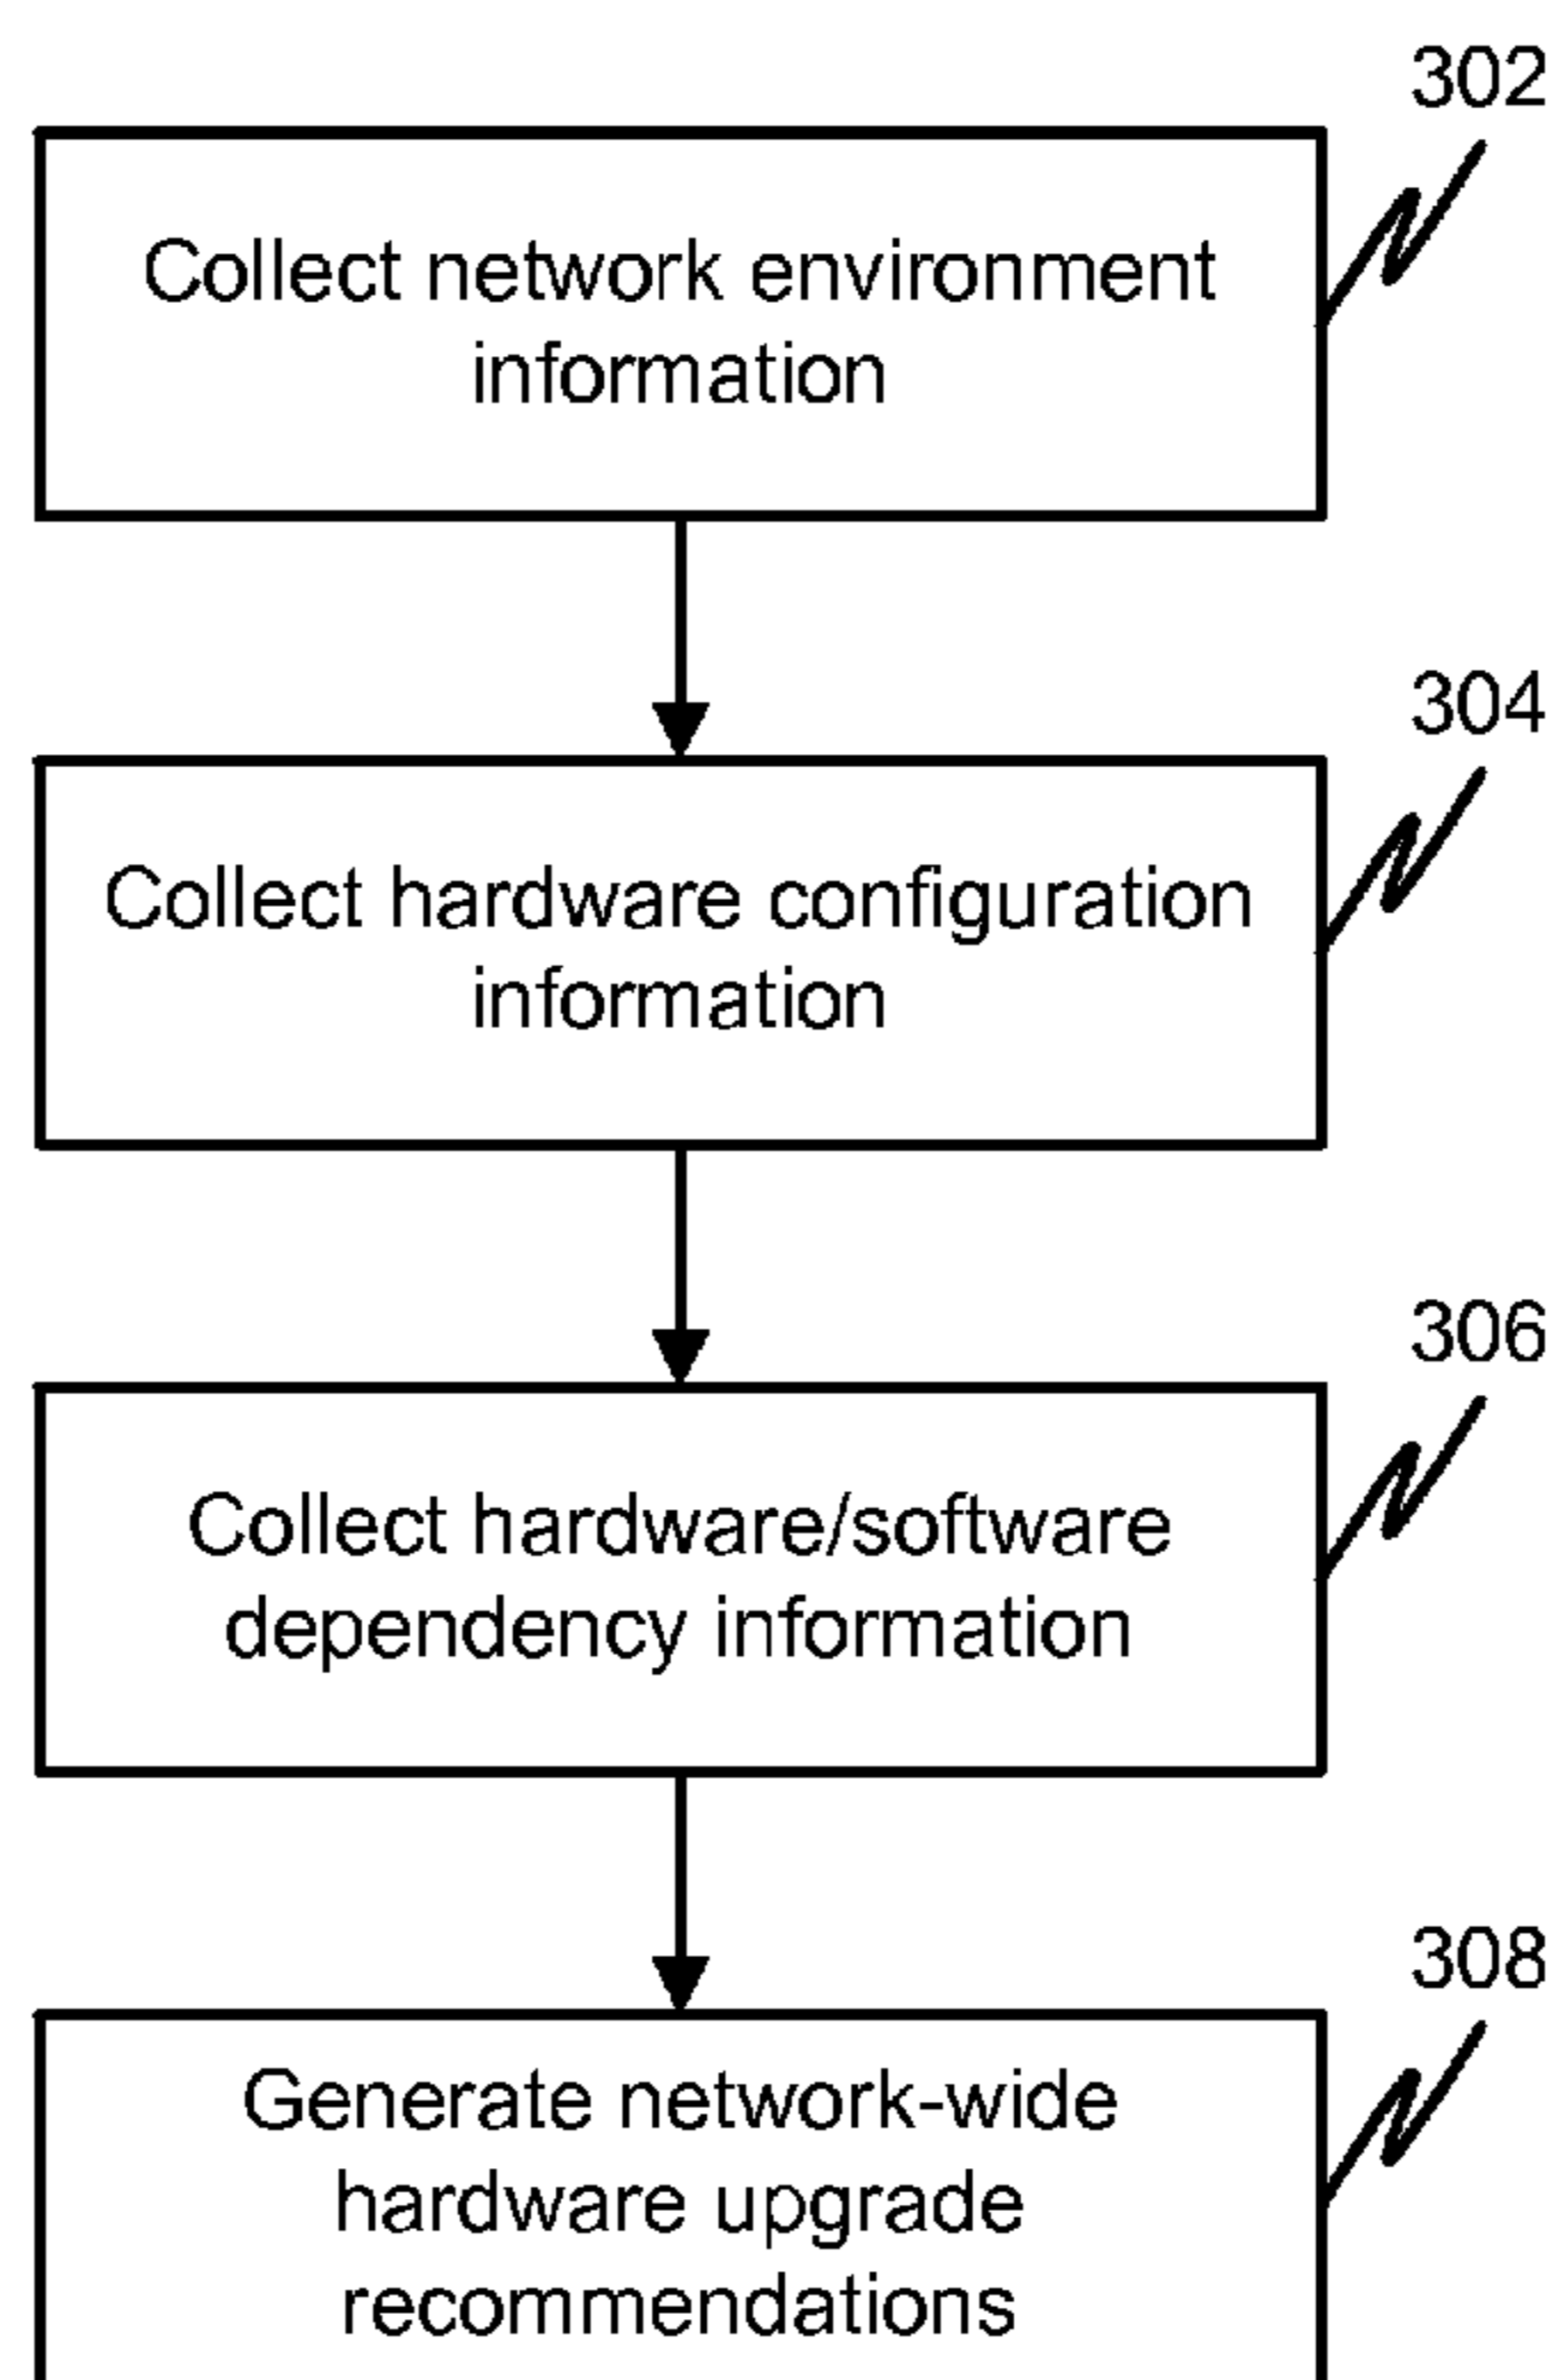 302
Collect network environment
information
304
Collect hardware configuration
information
306
Collect hardware/software
dependency information
308
Generate network-wide
hardware upgrade
recommendations